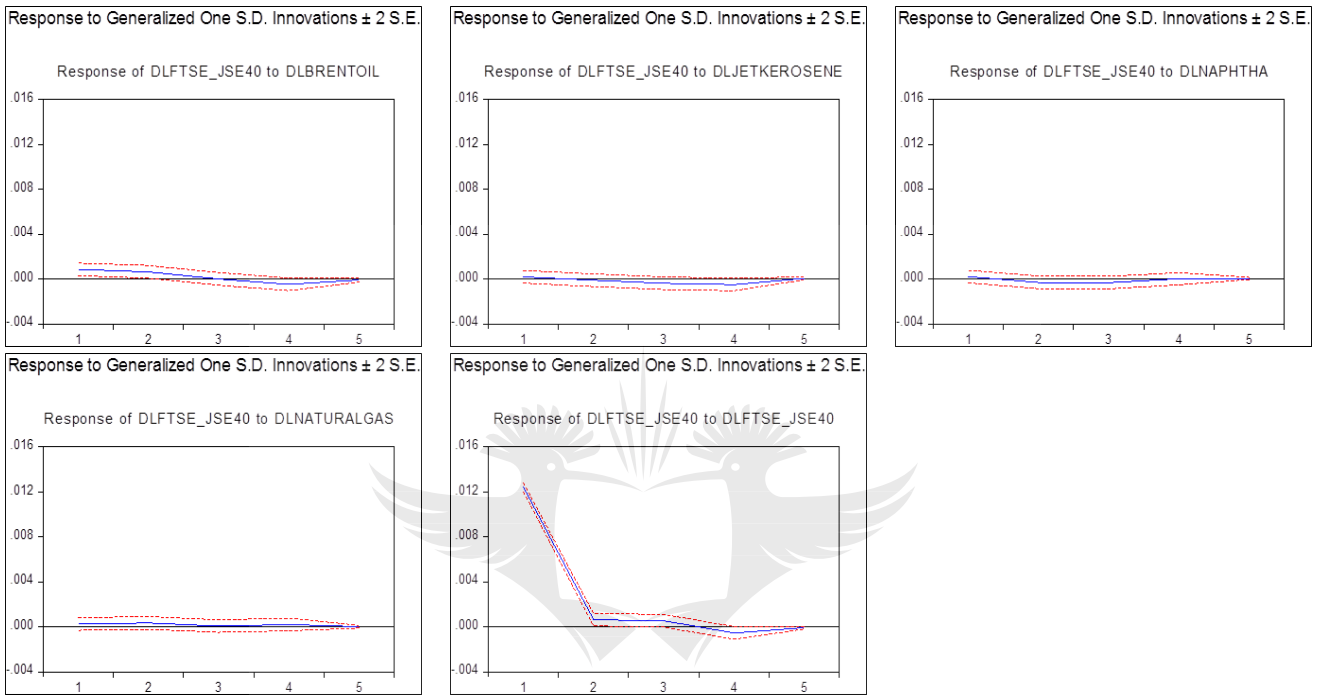 Response to Generalized One S.D. Innovations ± 2 S.E.
Response of DLFTSE_JSE40 to DLBRENTOIL
.016
.012
.008
.004
.000
-.004
1 2 3 4 5
Response to Generalized One S.D. Innovations ± 2 S.E.
Response of DLFTSE_JSE40 to DLJETKEROSENE
.016
.012
.008
.004
.000
-.004
1 2 3 4 5
Response to Generalized One S.D. Innovations ± 2 S.E.
Response of DLFTSE_JSE40 to DLNAPHTHA
.016
.012
.008
.004
.000
-.004
1 2 3 4 5
Response to Generalized One S.D. Innovations ± 2 S.E.
Response of DLFTSE_JSE40 to DLNATURALGAS
.016
.012
.008
.004
.000
-.004
1 2 3 4 5
Response to Generalized One S.D. Innovations ± 2 S.E.
Response of DLFTSE_JSE40 to DLFTSE_JSE40
.016
.012
.008
.004
.000
-.004
1 2 3 4 5